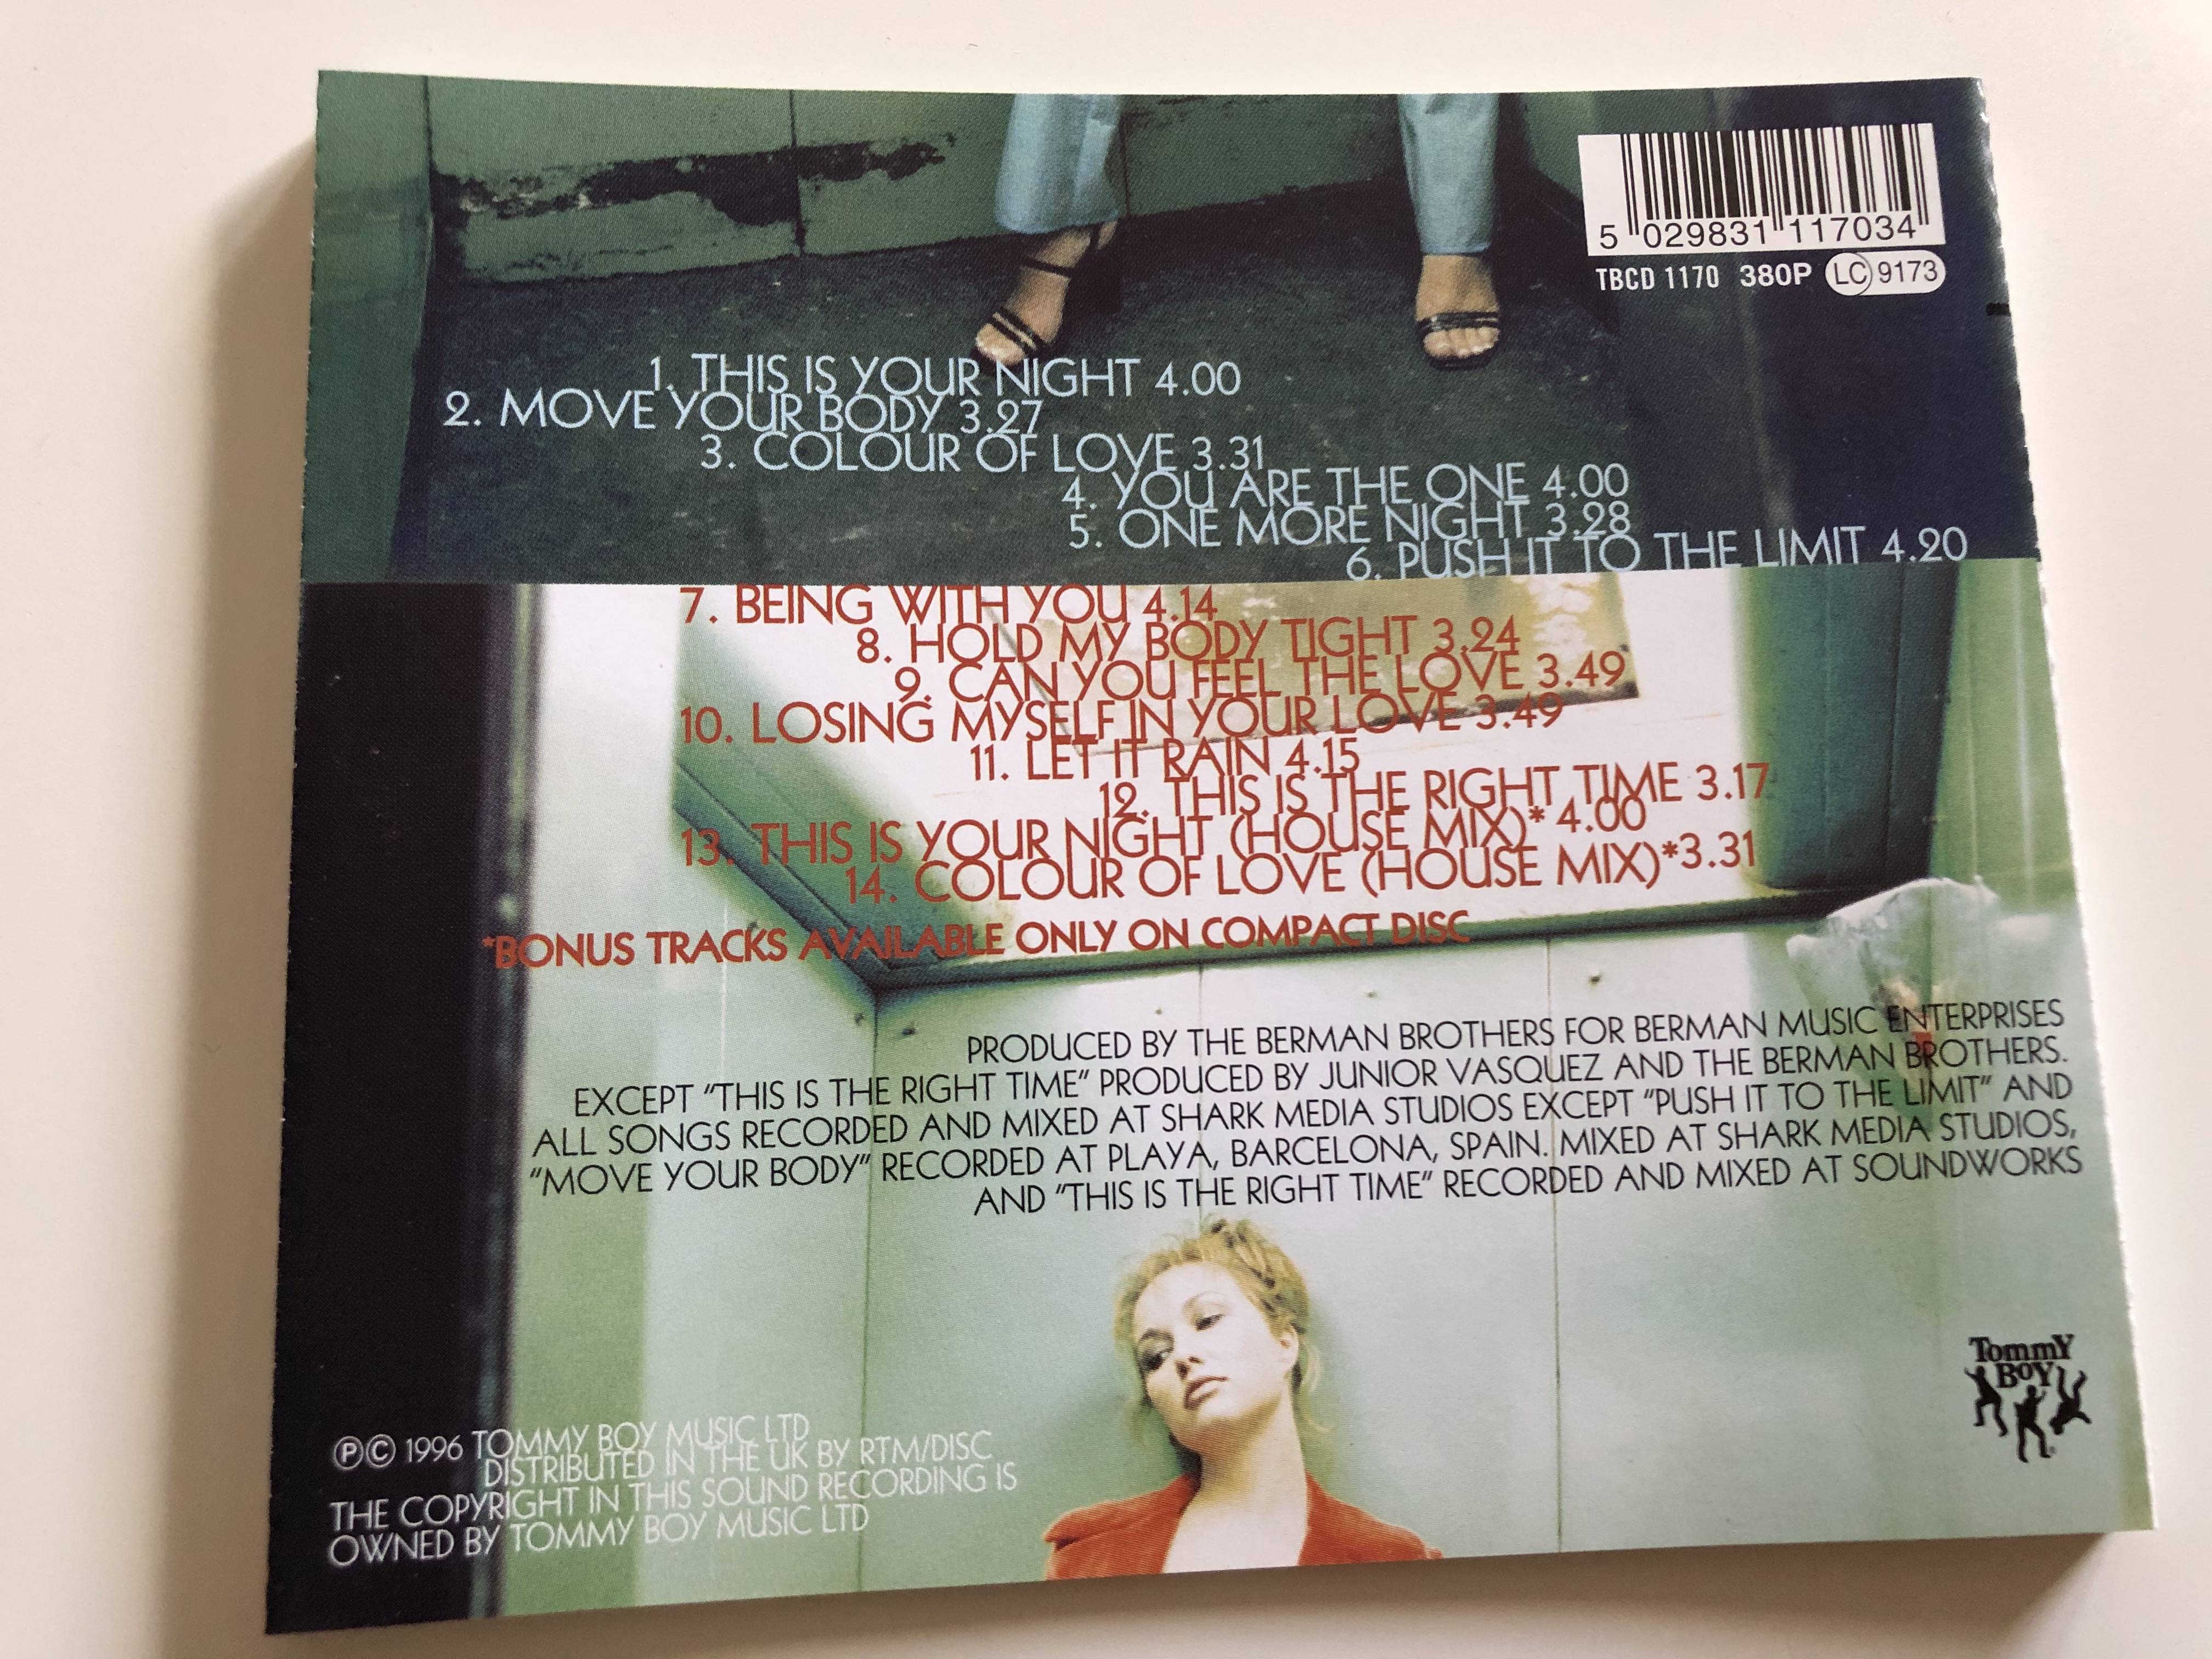 5 029831 117034
TBCD 1170 380P LC 9173
1. THIS IS YOUR NIGHT 4.00
2. MOVE YOUR BODY 3.27
3. COLOUR OF LOVE 3.31
4. YOU ARE THE ONE 4.00
5. ONE MORE NIGHT 3.28
6. PUSH IT TO THE LIMIT 4.20
7. BEING WITH YOU 4.14
8. HOLD MY BODY TIGHT 3.24
9. CAN YOU FEEL THE LOVE 3.49
10. LOSING MYSELF IN YOUR LOVE 3.49
11. LET IT RAIN 4.15
12. THIS IS THE RIGHT TIME 3.17
13. THIS IS YOUR NIGHT (HOUSE MIX)* 4.00
14. COLOUR OF LOVE (HOUSE MIX)*3.31
*BONUS TRACKS AVAILABLE ONLY ON COMPACT DISC
PRODUCED BY THE BERMAN BROTHERS FOR BERMAN MUSIC ENTERPRISES
EXCEPT "THIS IS THE RIGHT TIME" PRODUCED BY JUNIOR VASQUEZ AND THE BERMAN BROTHERS.
ALL SONGS RECORDED AND MIXED AT SHARK MEDIA STUDIOS EXCEPT "PUSH IT TO THE LIMIT" AND
"MOVE YOUR BODY" RECORDED AT PLAYA, BARCELONA, SPAIN. MIXED AT SHARK MEDIA STUDIOS,
AND "THIS IS THE RIGHT TIME" RECORDED AND MIXED AT SOUNDWORKS
TommY
BoY
℗© 1996 TOMMY BOY MUSIC LTD
DISTRIBUTED IN THE UK BY RTM/DISC
THE COPYRIGHT IN THIS SOUND RECORDING IS
OWNED BY TOMMY BOY MUSIC LTD